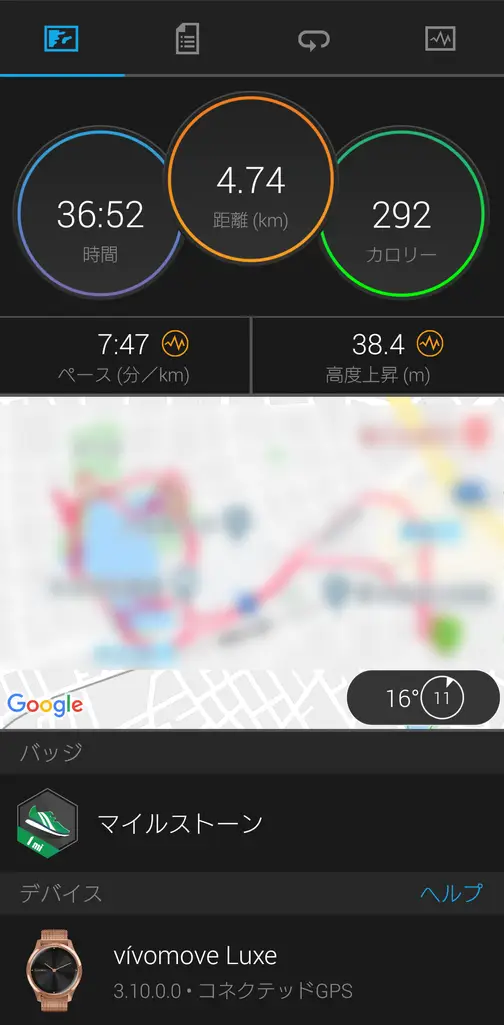 36:52
時間
4.74
距離 (km)
292
カロリー
7:47
ペース (分／km)
38.4
高度上昇 (m)
Google
16° 11
バッジ
1 mi
マイルストーン
デバイス
ヘルプ
vívomove Luxe
3.10.0.0 • コネクテッドGPS